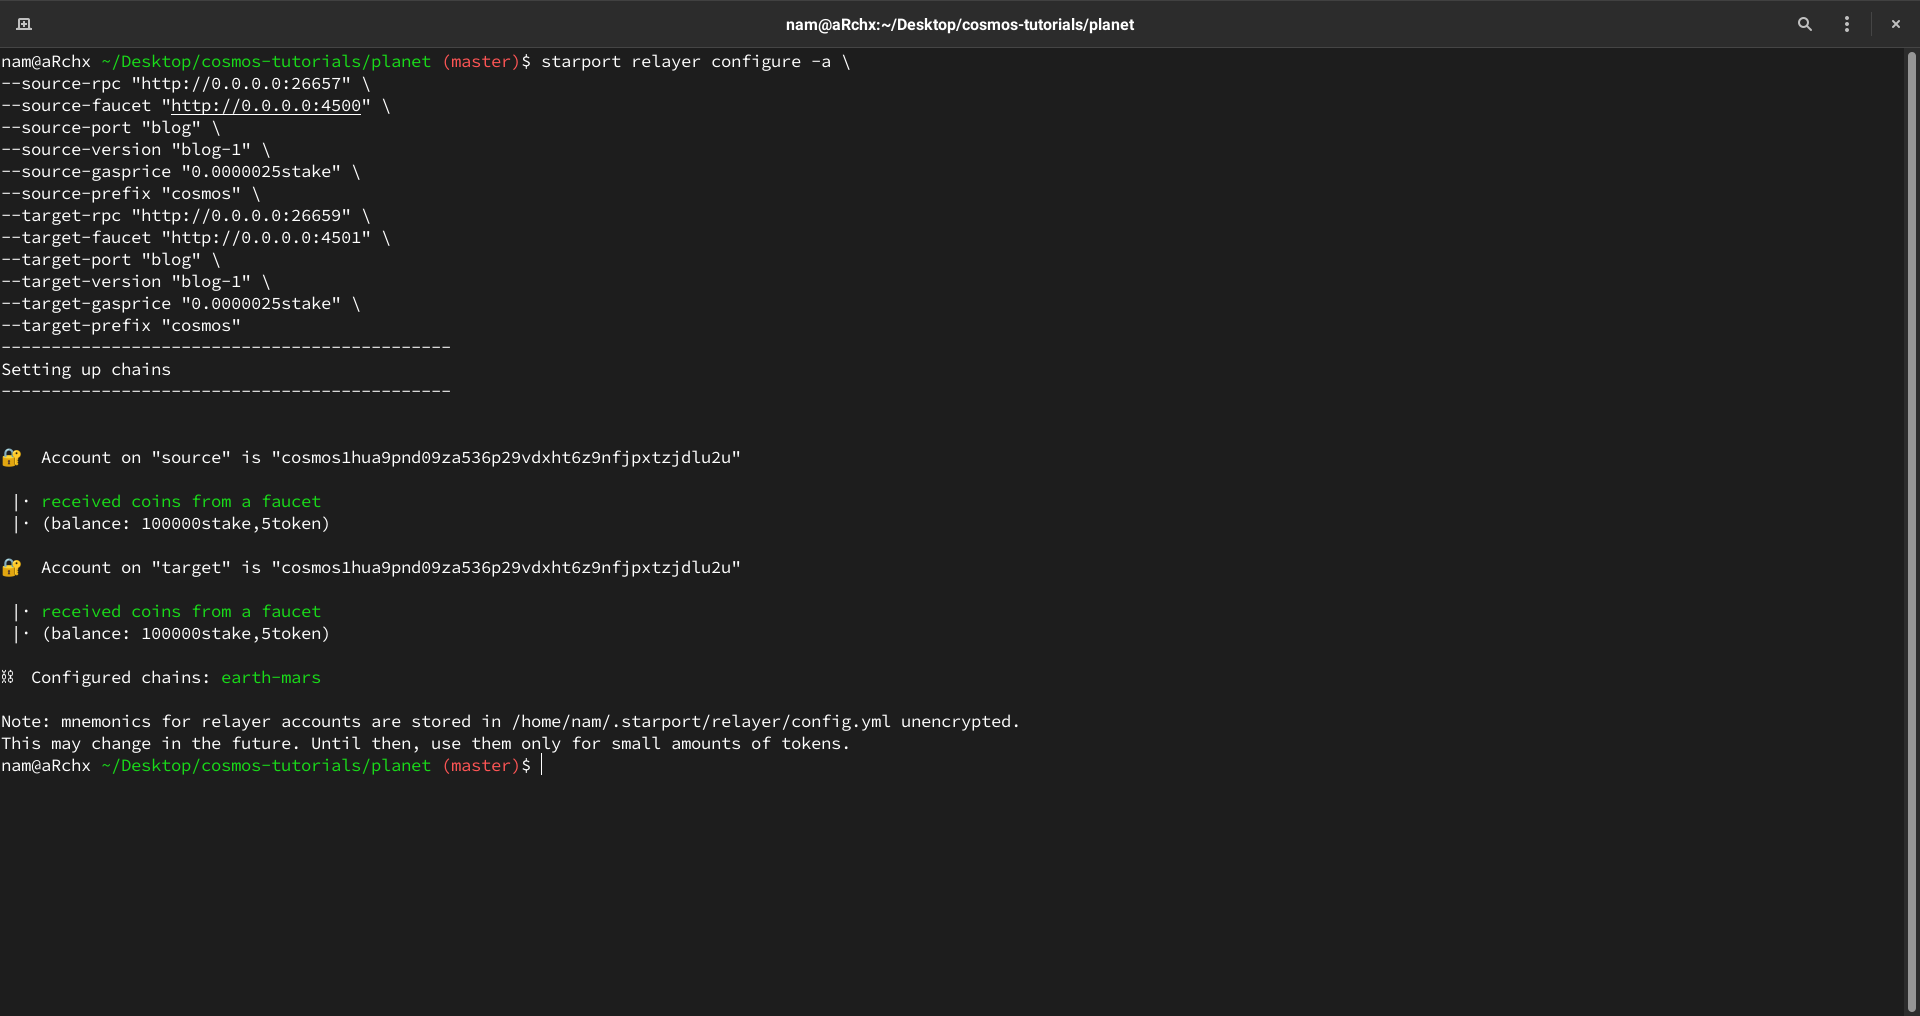 nam@aRchx:~/Desktop/cosmos-tutorials/planet
nam@aRchx ~/Desktop/cosmos-tutorials/planet (master)$ starport relayer configure -a \
--source-rpc "http://0.0.0.0:26657" \
--source-faucet "http://0.0.0.0:4500" \
--source-port "blog" \
--source-version "blog-1" \
--source-gasprice "0.0000025stake" \
--source-prefix "cosmos" \
--target-rpc "http://0.0.0.0:26659" \
--target-faucet "http://0.0.0.0:4501" \
--target-port "blog" \
--target-version "blog-1" \
--target-gasprice "0.0000025stake" \
--target-prefix "cosmos"
---------------------------------------------
Setting up chains
---------------------------------------------
🔐  Account on "source" is "cosmos1hua9pnd09za536p29vdxht6z9nfjpxtzjdlu2u"
 |· received coins from a faucet
 |· (balance: 100000stake,5token)
🔐  Account on "target" is "cosmos1hua9pnd09za536p29vdxht6z9nfjpxtzjdlu2u"
 |· received coins from a faucet
 |· (balance: 100000stake,5token)
⛓  Configured chains: earth-mars
Note: mnemonics for relayer accounts are stored in /home/nam/.starport/relayer/config.yml unencrypted.
This may change in the future. Until then, use them only for small amounts of tokens.
nam@aRchx ~/Desktop/cosmos-tutorials/planet (master)$